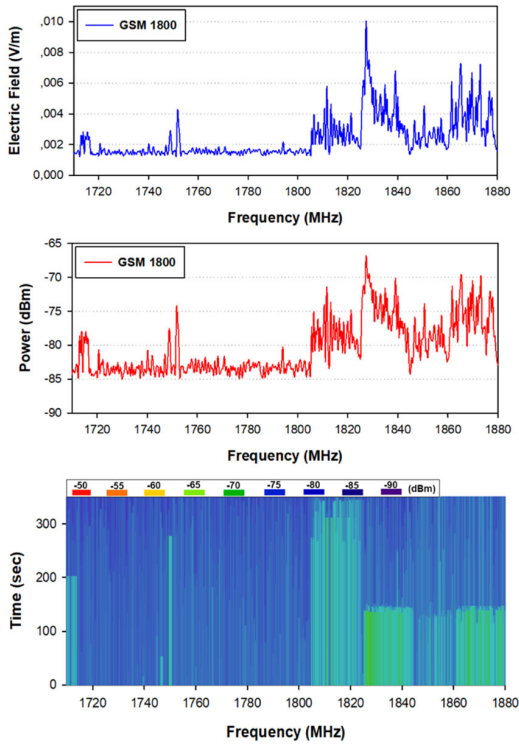 ,010
GSM 1800
,008
,006
,004
,002
0,000
Electric Field (V/m)
1720 1740 1760 1780 1800 1820 1840 1860 1880
Frequency (MHz)
-65
GSM 1800
-70
-75
-80
-85
-90
Power (dBm)
1720 1740 1760 1780 1800 1820 1840 1860 1880
Frequency (MHz)
-50 -55 -60 -65 -70 -75 -80 -85 -90 (dBm)
300
200
100
0
Time (sec)
1720 1740 1760 1780 1800 1820 1840 1860 1880
Frequency (MHz)